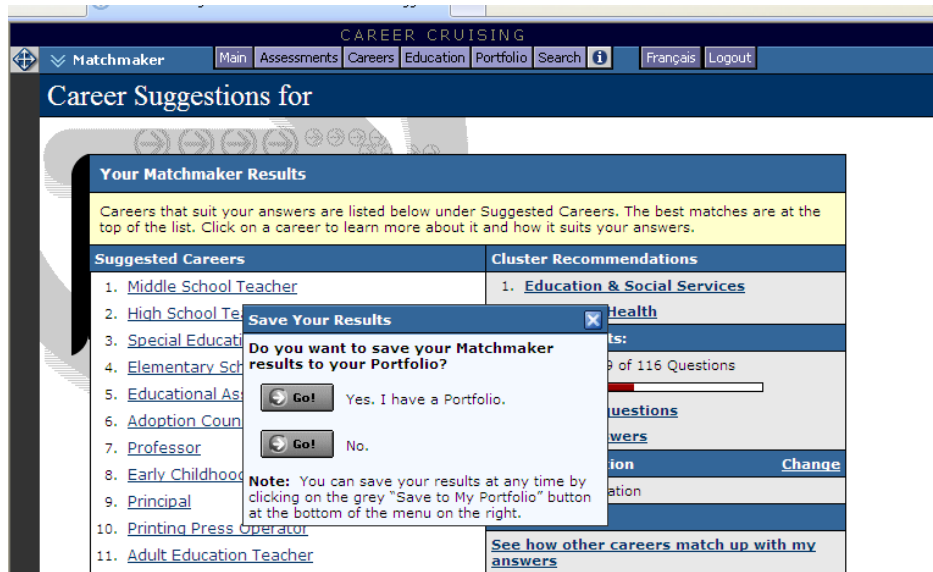 CAREER CRUISING
Matchmaker Main Assessments Careers Education Portfolio Search i Français Logout
Career Suggestions for
Your Matchmaker Results
Careers that suit your answers are listed below under Suggested Careers. The best matches are at the
top of the list. Click on a career to learn more about it and how it suits your answers.
Suggested Careers
1. Middle School Teacher
2. High School Te
3. Special Educati
4. Elementary Sch
5. Educational As
6. Adoption Coun
7. Professor
8. Early Childhood
9. Principal
10. Printing Press Operator
11. Adult Education Teacher
Save Your Results
Do you want to save your Matchmaker
results to your Portfolio?
Go! Yes. I have a Portfolio.
Go! No.
Note: You can save your results at any time by
clicking on the grey "Save to My Portfolio" button
at the bottom of the menu on the right.
Cluster Recommendations
1. Education & Social Services
Health
ts:
9 of 116 Questions
uestions
wers
ion Change
ation
See how other careers match up with my
answers